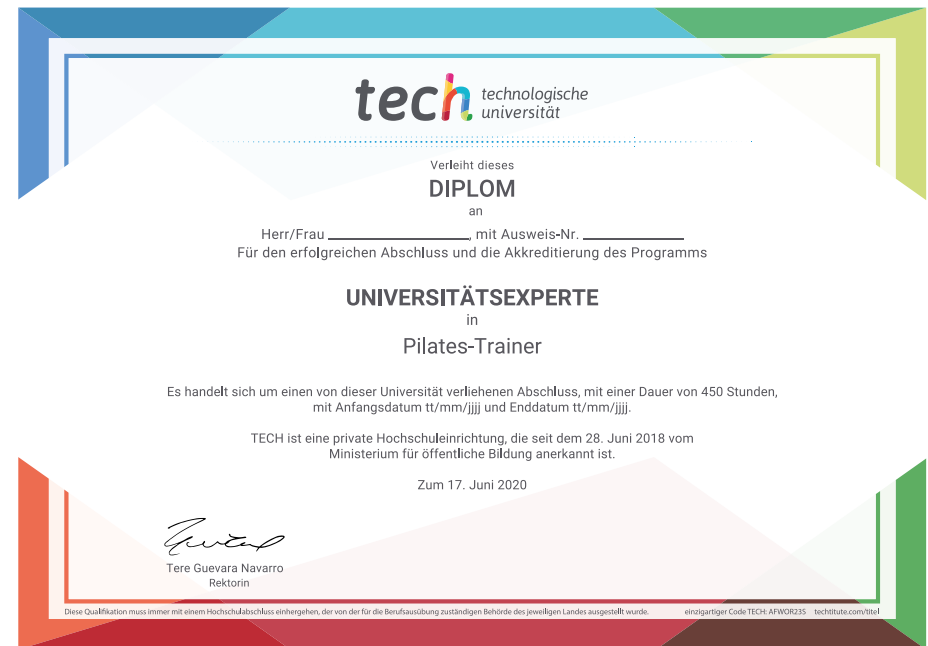 tech technologische
universität
Verleiht dieses
DIPLOM
an
Herr/Frau ____________, mit Ausweis-Nr. ____________
Für den erfolgreichen Abschluss und die Akkreditierung des Programms
UNIVERSITÄTSEXPERTE
in
Pilates-Trainer
Es handelt sich um einen von dieser Universität verliehenen Abschluss, mit einer Dauer von 450 Stunden,
mit Anfangsdatum tt/mm/jjjj und Enddatum tt/mm/jjjj.
TECH ist eine private Hochschuleinrichtung, die seit dem 28. Juni 2018 vom
Ministerium für öffentliche Bildung anerkannt ist.
Zum 17. Juni 2020
Tere Guevara Navarro
Rektorin
Diese Qualifikation muss immer mit einem Hochschulabschluss einhergehen, der von der für die Berufsausübung zuständigen Behörde des jeweiligen Landes ausgestellt wurde. einzigartiger Code TECH: AFWOR23S techtitute.com/titel